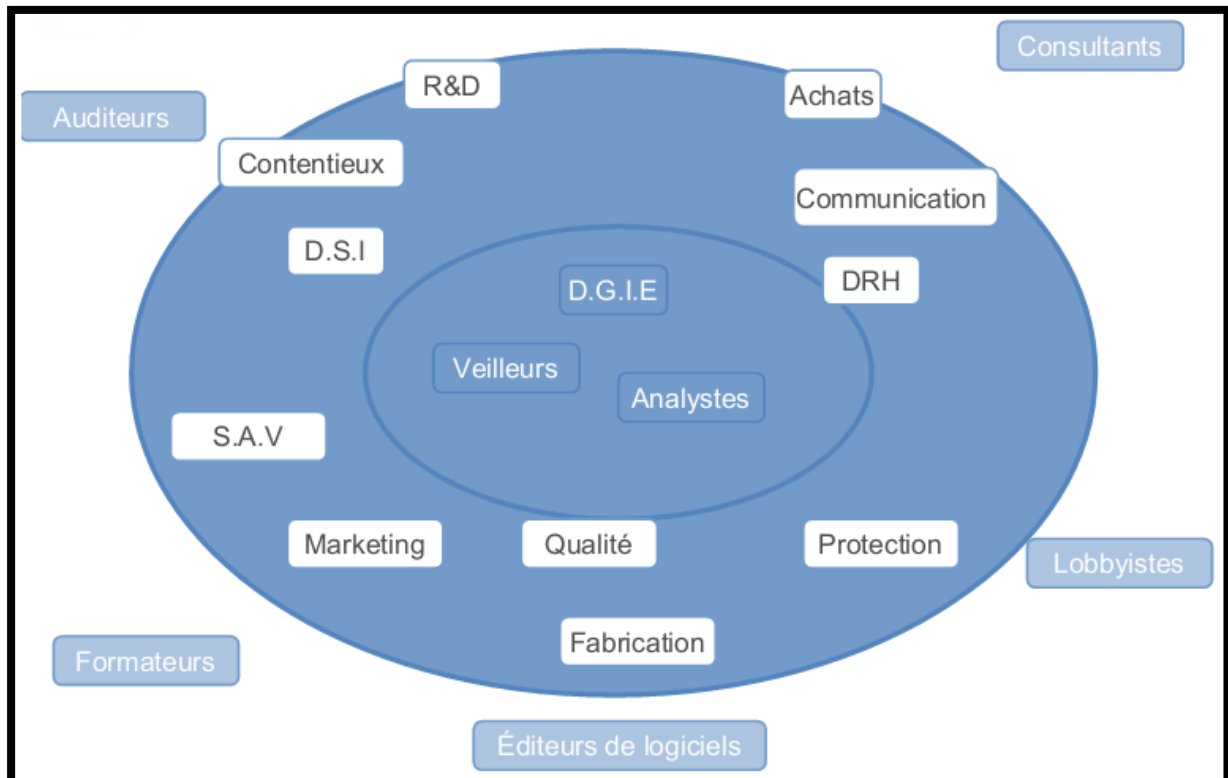 Consultants
R&D
Achats
Auditeurs
Contentieux
Communication
D.S.I
DRH
D.G.I.E
Veilleurs
Analystes
S.A.V
Marketing
Qualité
Protection
Lobbyistes
Fabrication
Formateurs
Éditeurs de logiciels